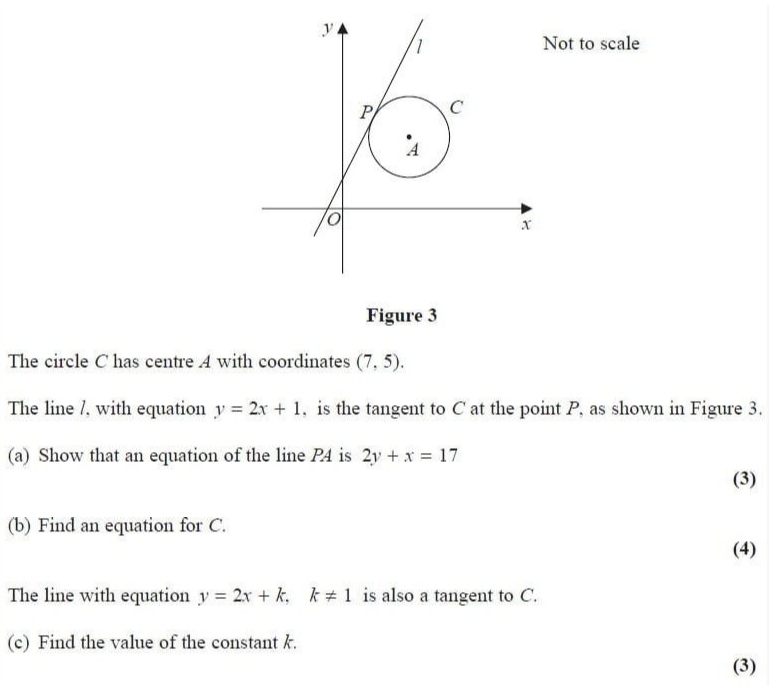 y
l
Not to scale
P
C
A
O
x
Figure 3
The circle C has centre A with coordinates (7, 5).
The line l, with equation y = 2x + 1, is the tangent to C at the point P, as shown in Figure 3.
(a) Show that an equation of the line PA is 2y + x = 17
(3)
(b) Find an equation for C.
(4)
The line with equation y = 2x + k, k ≠ 1 is also a tangent to C.
(c) Find the value of the constant k.
(3)